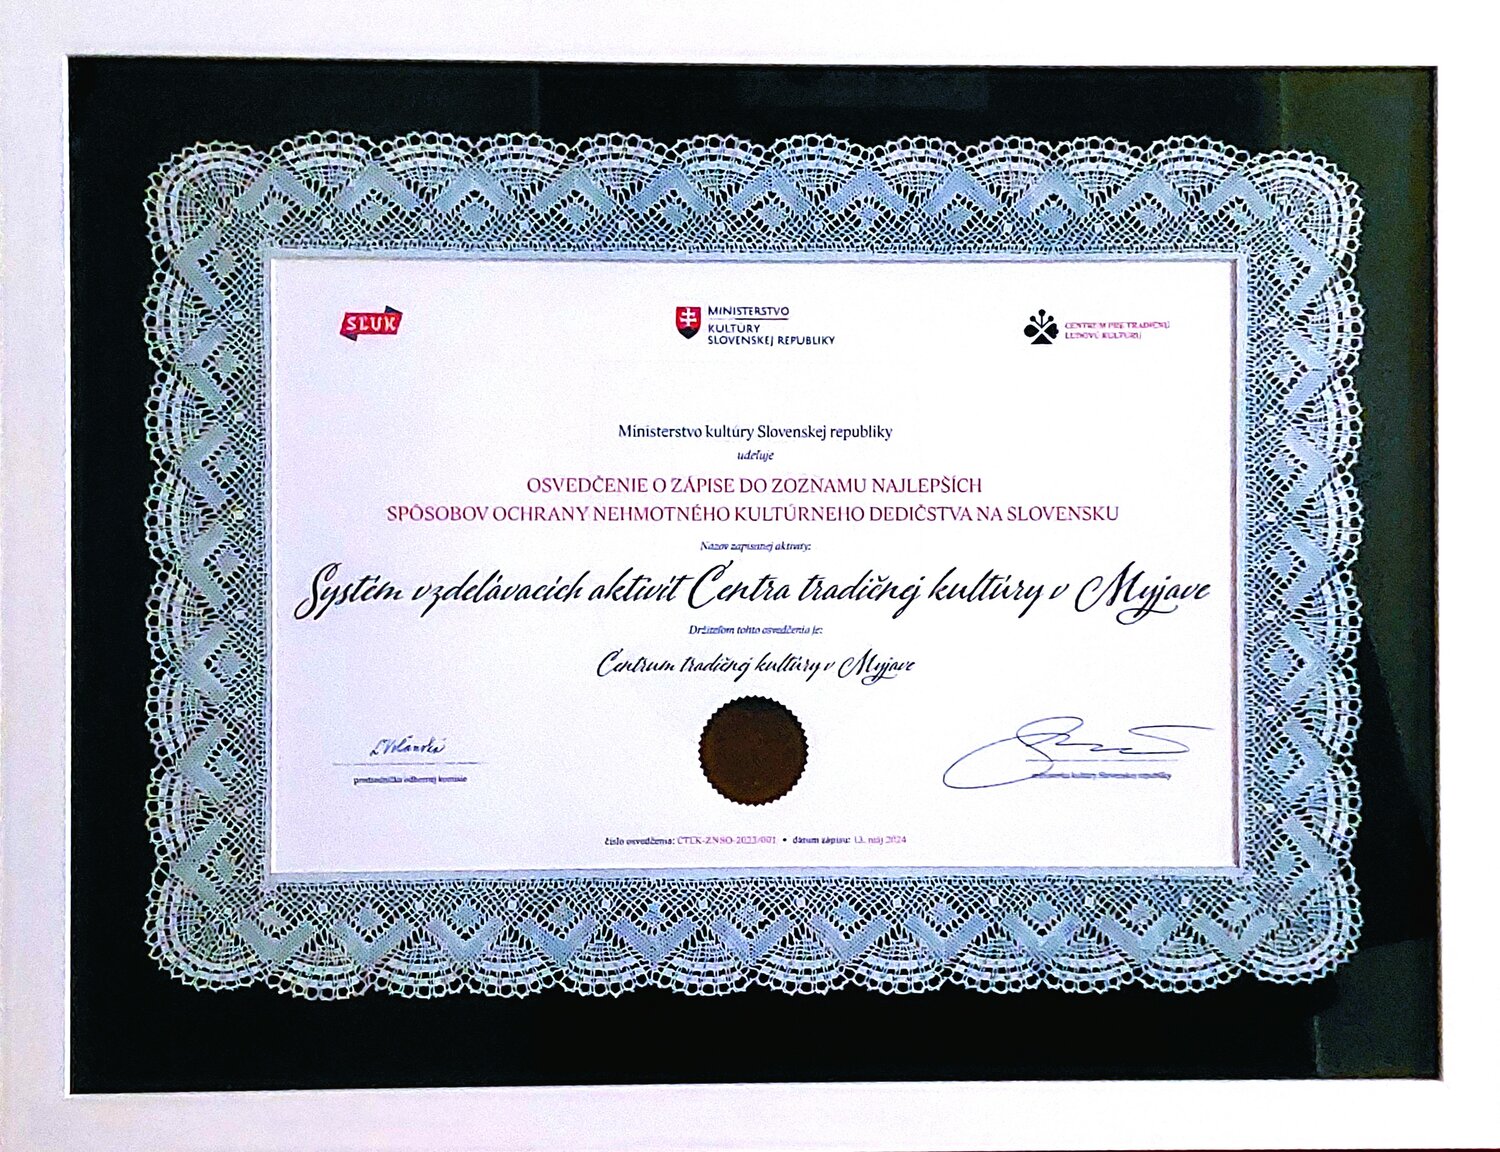 SĽUK
MINISTERSTVO
KULTÚRY
SLOVENSKEJ REPUBLIKY
CENTRUM PRE TRADIČNÚ
ĽUDOVÚ KULTÚRU
Ministerstvo kultúry Slovenskej republiky
udeľuje
OSVEDČENIE O ZÁPISE DO ZOZNAMU NAJLEPŠÍCH
SPÔSOBOV OCHRANY NEHMOTNÉHO KULTÚRNEHO DEDIČSTVA NA SLOVENSKU
Názov zapísanej aktivity:
Systém vzdelávacích aktivít Centra tradičnej kultúry v Myjave
Držiteľom tohto osvedčenia je:
Centrum tradičnej kultúry v Myjave
predsedníčka odbornej komisie
kultúry Slovenskej republiky
číslo osvedčenia: CTĽK-ZNSO-2023/001 • dátum zápisu: 13. máj 2024